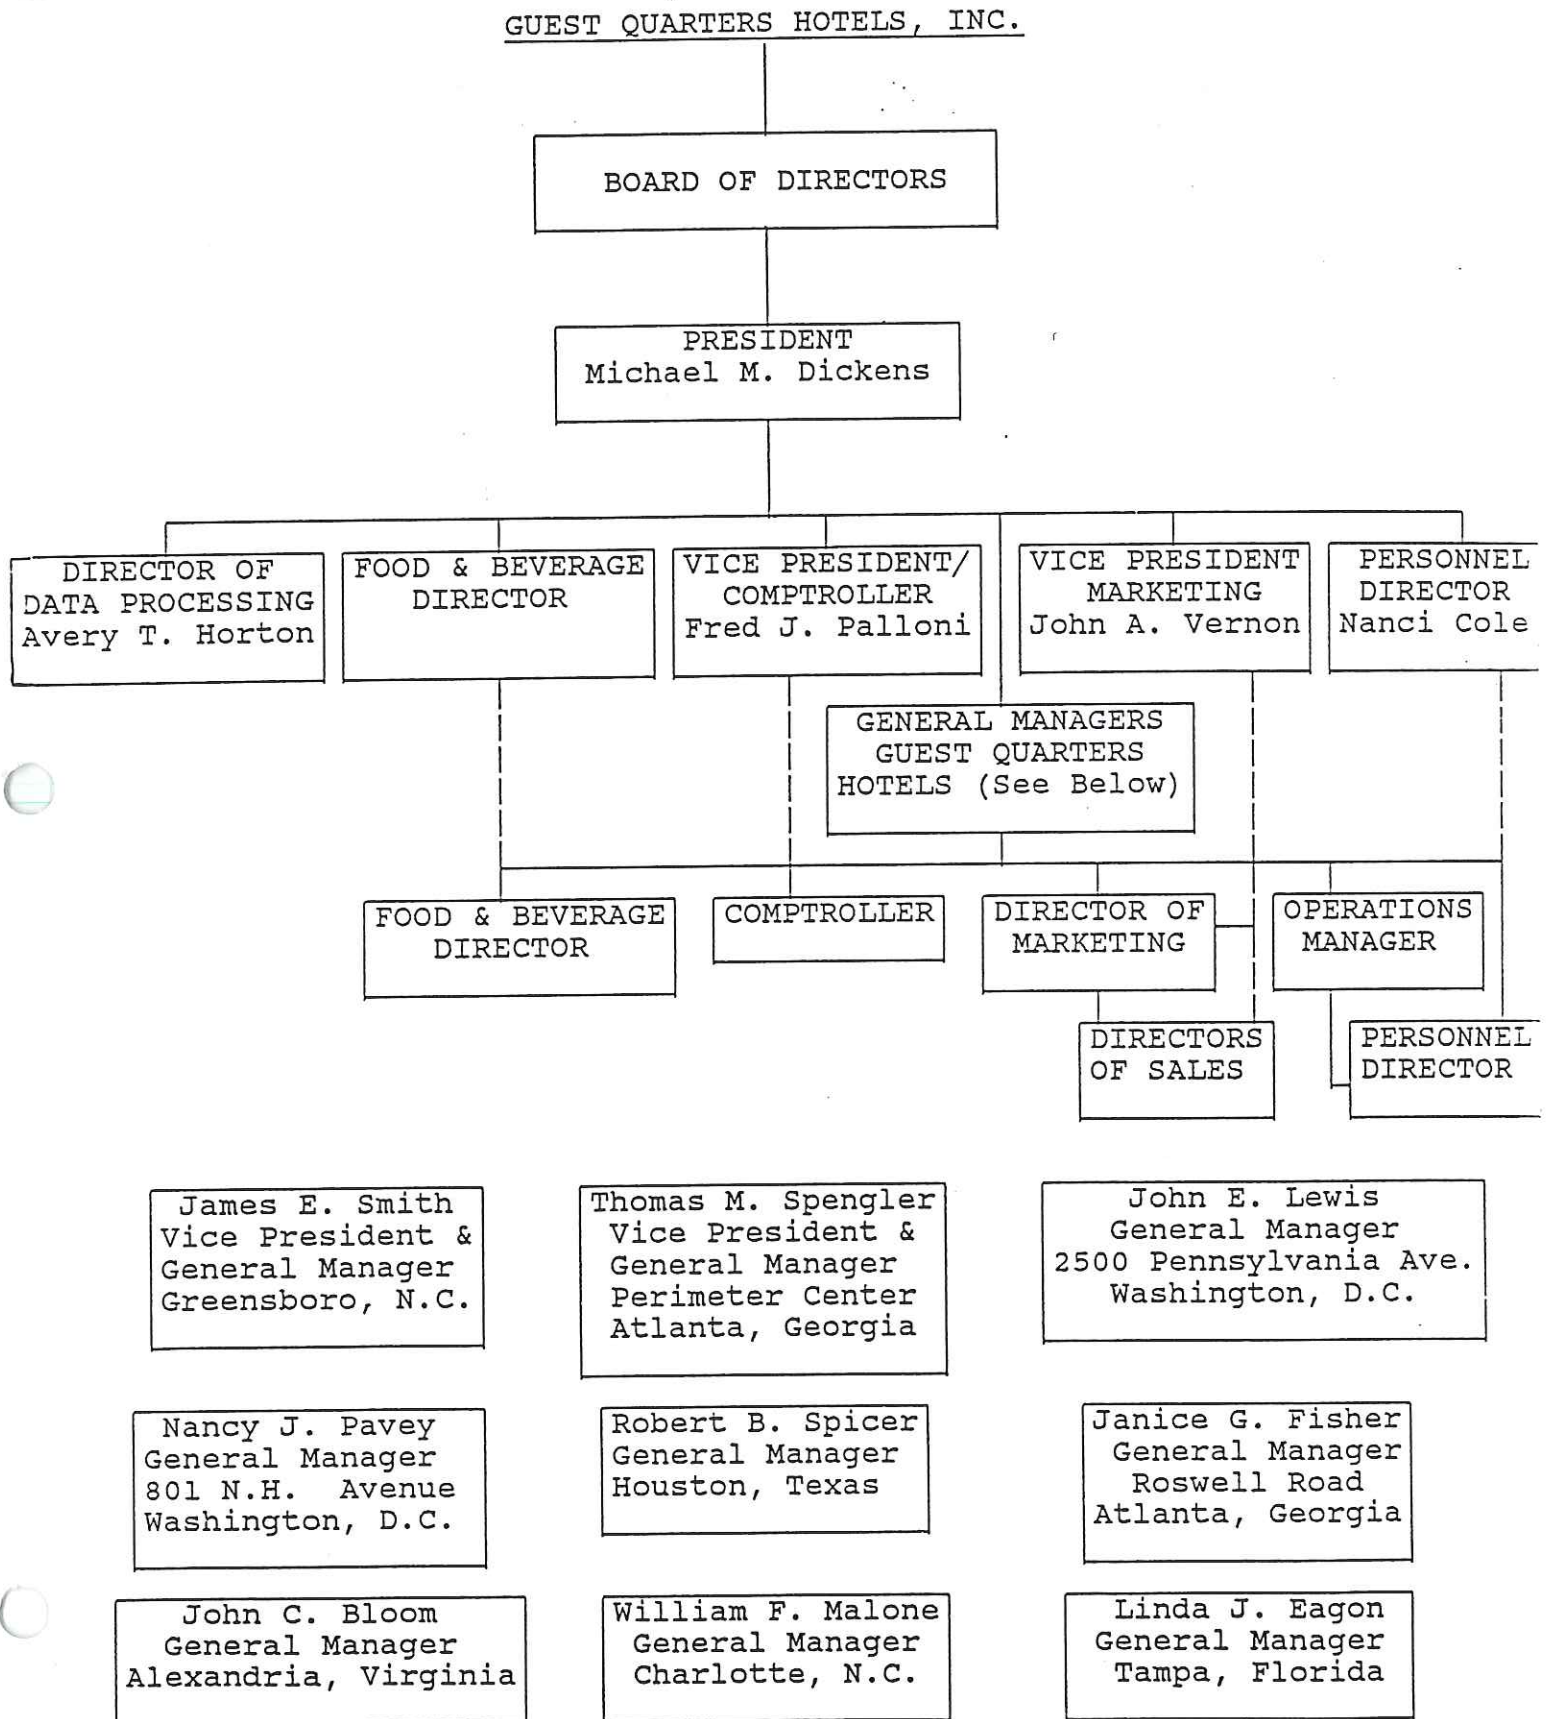 GUEST QUARTERS HOTELS, INC.
BOARD OF DIRECTORS
PRESIDENT
Michael M. Dickens
DIRECTOR OF
DATA PROCESSING
Avery T. Horton
FOOD & BEVERAGE
DIRECTOR
VICE PRESIDENT/
COMPTROLLER
Fred J. Palloni
VICE PRESIDENT
MARKETING
John A. Vernon
PERSONNEL
DIRECTOR
Nanci Cole
GENERAL MANAGERS
GUEST QUARTERS
HOTELS (See Below)
FOOD & BEVERAGE
DIRECTOR
COMPTROLLER
DIRECTOR OF
MARKETING
OPERATIONS
MANAGER
DIRECTORS
OF SALES
PERSONNEL
DIRECTOR
James E. Smith
Vice President &
General Manager
Greensboro, N.C.
Thomas M. Spengler
Vice President &
General Manager
Perimeter Center
Atlanta, Georgia
John E. Lewis
General Manager
2500 Pennsylvania Ave.
Washington, D.C.
Nancy J. Pavey
General Manager
801 N.H. Avenue
Washington, D.C.
Robert B. Spicer
General Manager
Houston, Texas
Janice G. Fisher
General Manager
Roswell Road
Atlanta, Georgia
John C. Bloom
General Manager
Alexandria, Virginia
William F. Malone
General Manager
Charlotte, N.C.
Linda J. Eagon
General Manager
Tampa, Florida